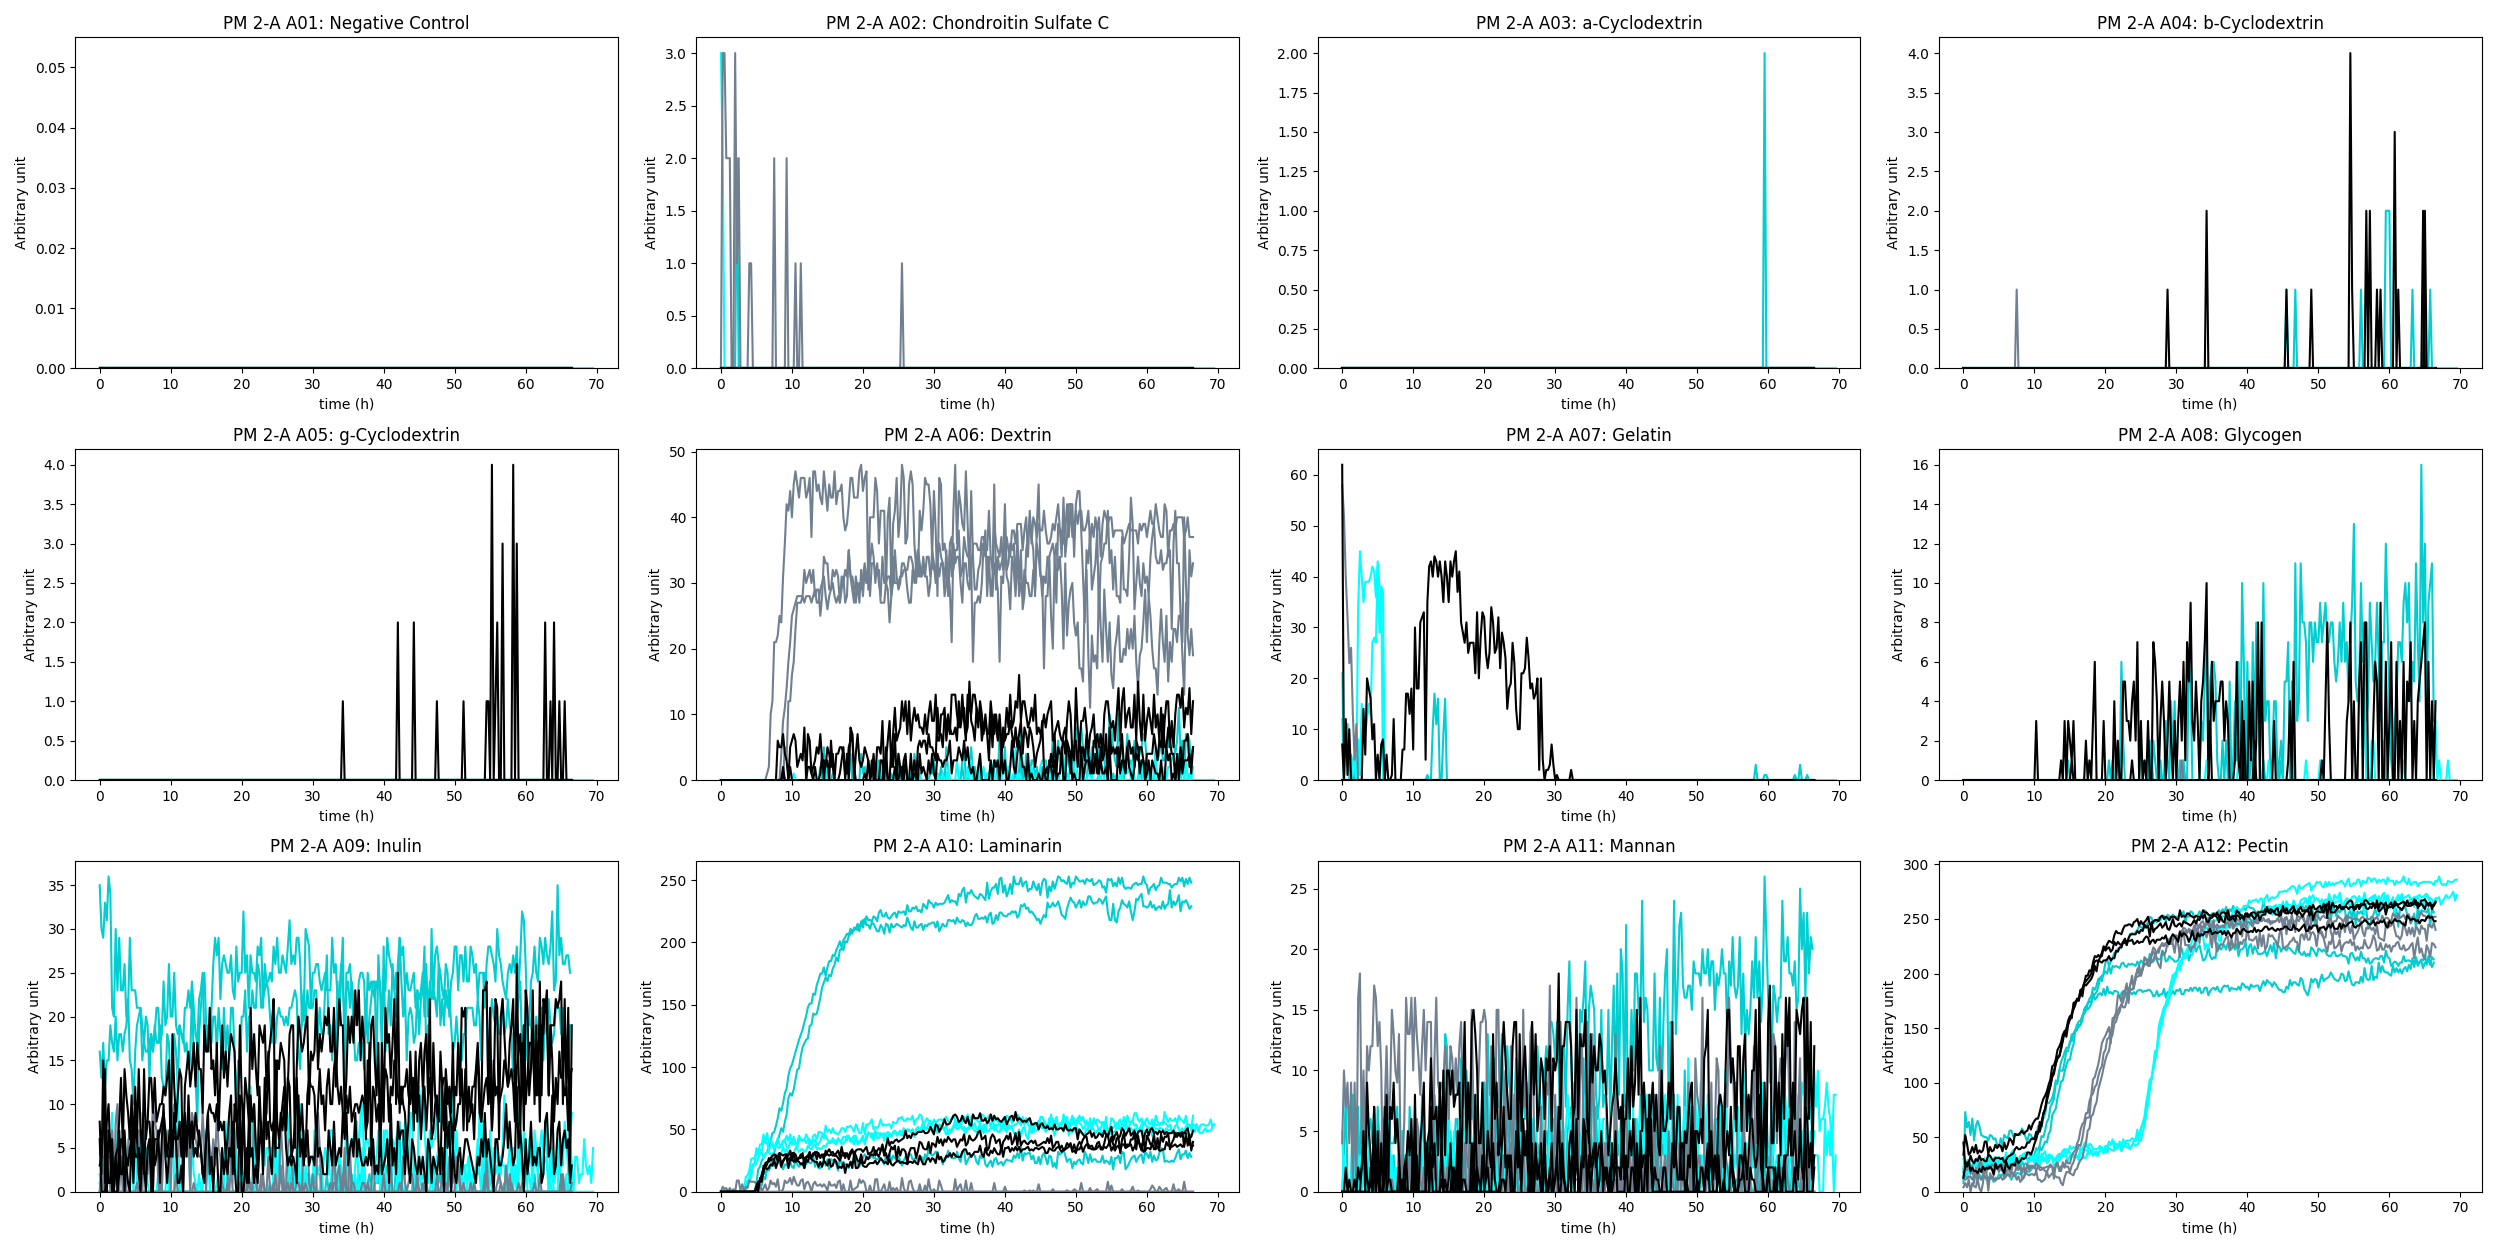 PM 2-A A01: Negative Control
Arbitrary unit
0.05
0.04
0.03
0.02
0.01
0.00
0 10 20 30 40 50 60 70
time (h)
PM 2-A A02: Chondroitin Sulfate C
Arbitrary unit
3.0
2.5
2.0
1.5
1.0
0.5
0.0
0 10 20 30 40 50 60 70
time (h)
PM 2-A A03: a-Cyclodextrin
Arbitrary unit
2.00
1.75
1.50
1.25
1.00
0.75
0.50
0.25
0.00
0 10 20 30 40 50 60 70
time (h)
PM 2-A A04: b-Cyclodextrin
Arbitrary unit
4.0
3.5
3.0
2.5
2.0
1.5
1.0
0.5
0.0
0 10 20 30 40 50 60 70
time (h)
PM 2-A A05: g-Cyclodextrin
Arbitrary unit
4.0
3.5
3.0
2.5
2.0
1.5
1.0
0.5
0.0
0 10 20 30 40 50 60 70
time (h)
PM 2-A A06: Dextrin
Arbitrary unit
50
40
30
20
10
0
0 10 20 30 40 50 60 70
time (h)
PM 2-A A07: Gelatin
Arbitrary unit
60
50
40
30
20
10
0
0 10 20 30 40 50 60 70
time (h)
PM 2-A A08: Glycogen
Arbitrary unit
16
14
12
10
8
6
4
2
0
0 10 20 30 40 50 60 70
time (h)
PM 2-A A09: Inulin
Arbitrary unit
35
30
25
20
15
10
5
0
0 10 20 30 40 50 60 70
time (h)
PM 2-A A10: Laminarin
Arbitrary unit
250
200
150
100
50
0
0 10 20 30 40 50 60 70
time (h)
PM 2-A A11: Mannan
Arbitrary unit
25
20
15
10
5
0
0 10 20 30 40 50 60 70
time (h)
PM 2-A A12: Pectin
Arbitrary unit
300
250
200
150
100
50
0
0 10 20 30 40 50 60 70
time (h)